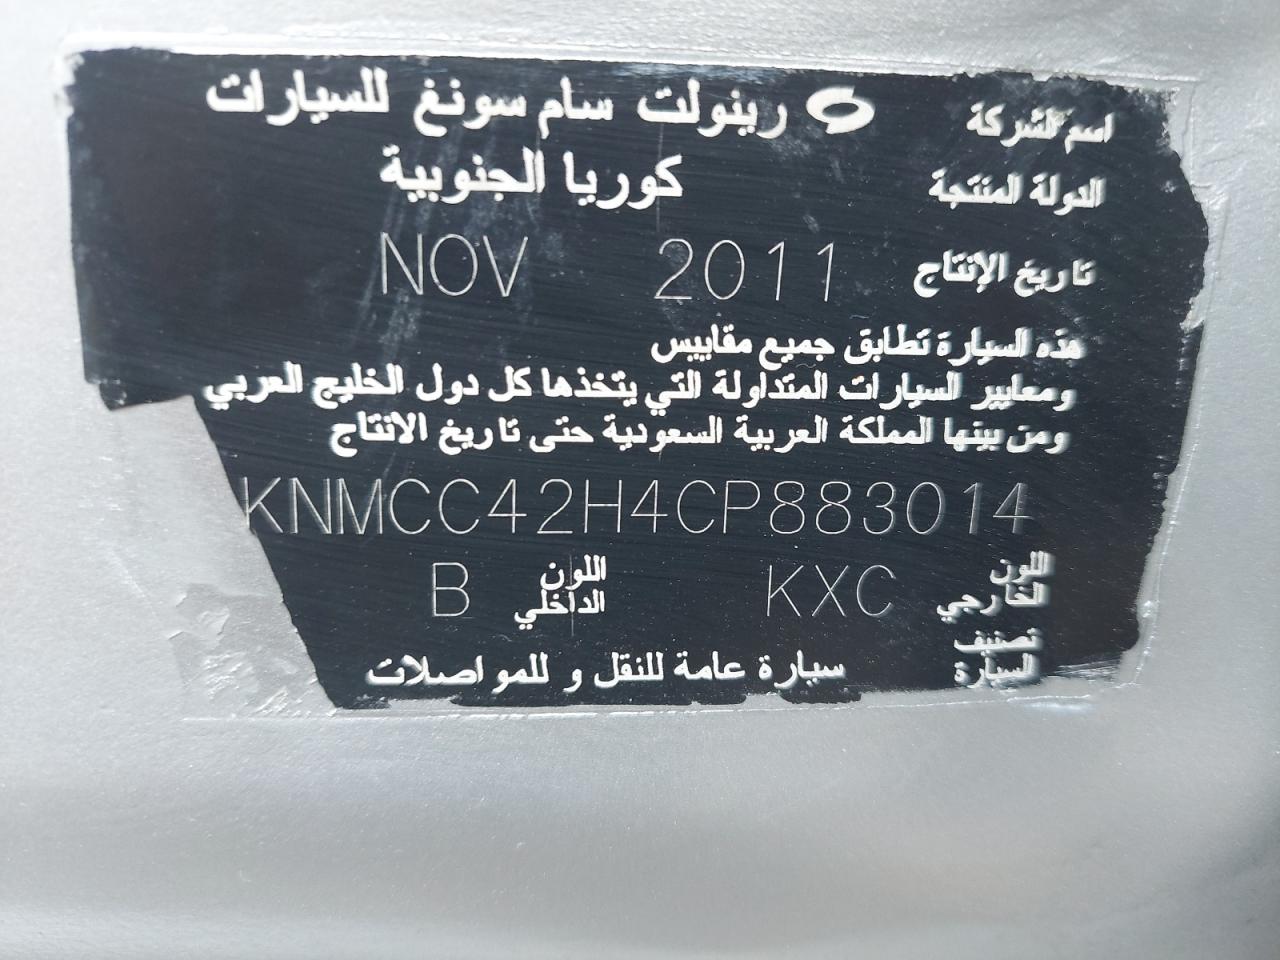 اسم الشركة رينولت سام سونغ للسيارات
الدولة المنتجة كوريا الجنوبية
تاريخ الإنتاج NOV 2011
هذه السيارة تطابق جميع مقاييس
ومعايير السيارات المتداولة التي يتخذها كل دول الخليج العربي
ومن بينها المملكة العربية السعودية حتى تاريخ الانتاج
KNMCC42H4CP883014
اللون الخارجي KXC اللون الداخلي B
تصنيف السيارة سيارة عامة للنقل و للمواصلات